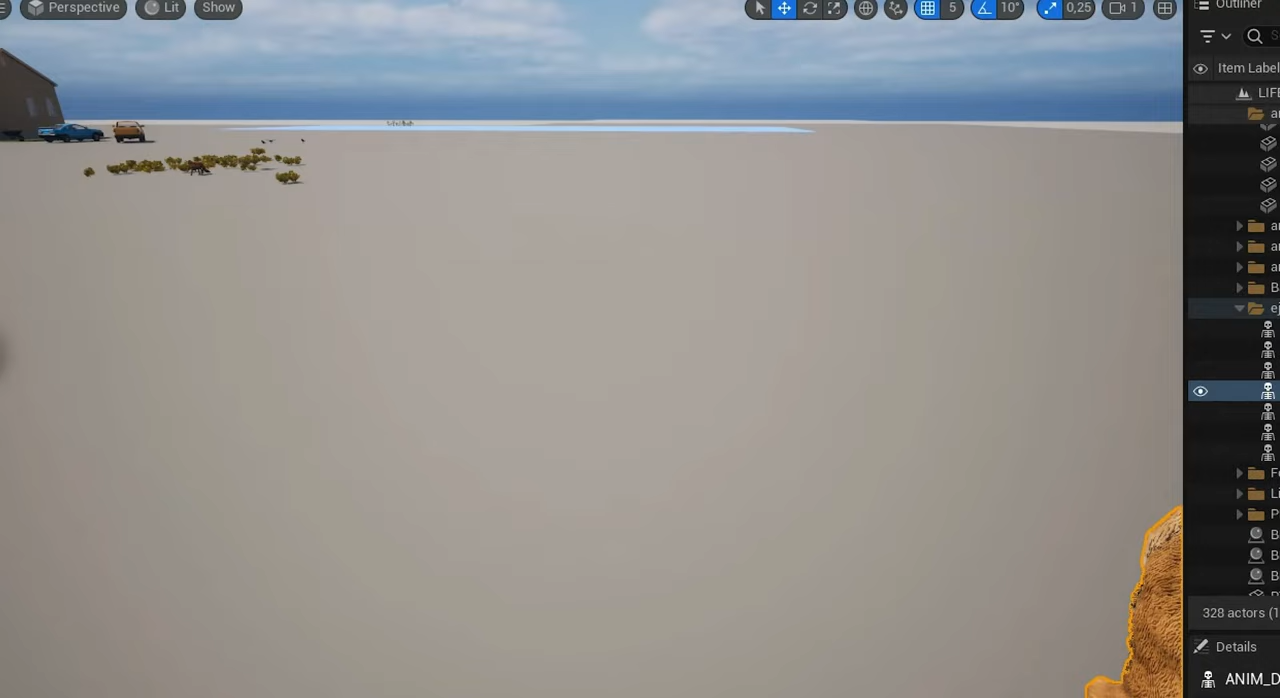 Perspective
Lit
Show
5
10°
0,25
1
Outliner
Item Label
328 actors (1
Details
ANIM_D